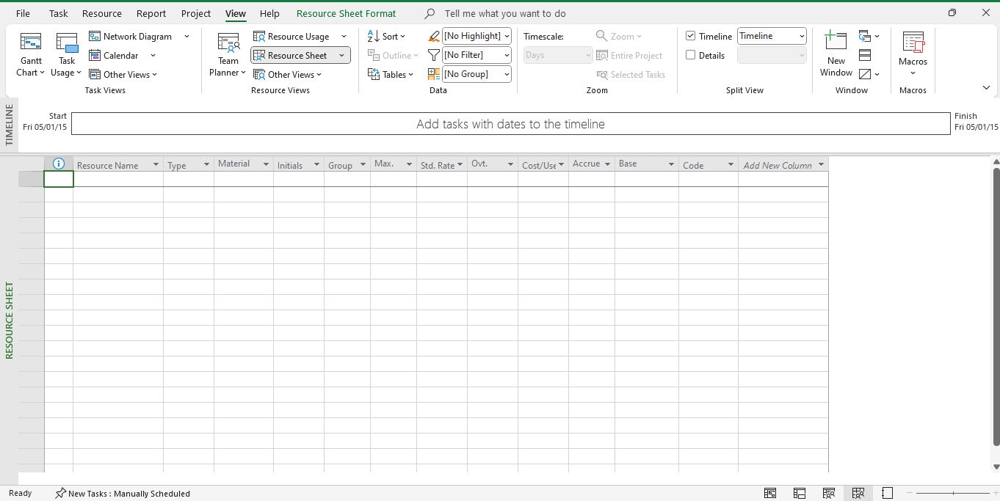 File Task Resource Report Project View Help Resource Sheet Format Tell me what you want to do
Gantt Chart
Task Usage
Network Diagram
Calendar
Other Views
Task Views
Team Planner
Resource Usage
Resource Sheet
Other Views
Resource Views
Sort
Outline
Tables
[No Highlight]
[No Filter]
[No Group]
Data
Timescale:
Days
Zoom
Entire Project
Selected Tasks
Zoom
Timeline Timeline
Details
Split View
New Window
Window
Macros
Macros
TIMELINE
Start
Fri 05/01/15
Add tasks with dates to the timeline
Finish
Fri 05/01/15
Resource Name Type Material Initials Group Max. Std. Rate Ovt. Cost/Use Accrue Base Code Add New Column
RESOURCE SHEET
Ready New Tasks : Manually Scheduled